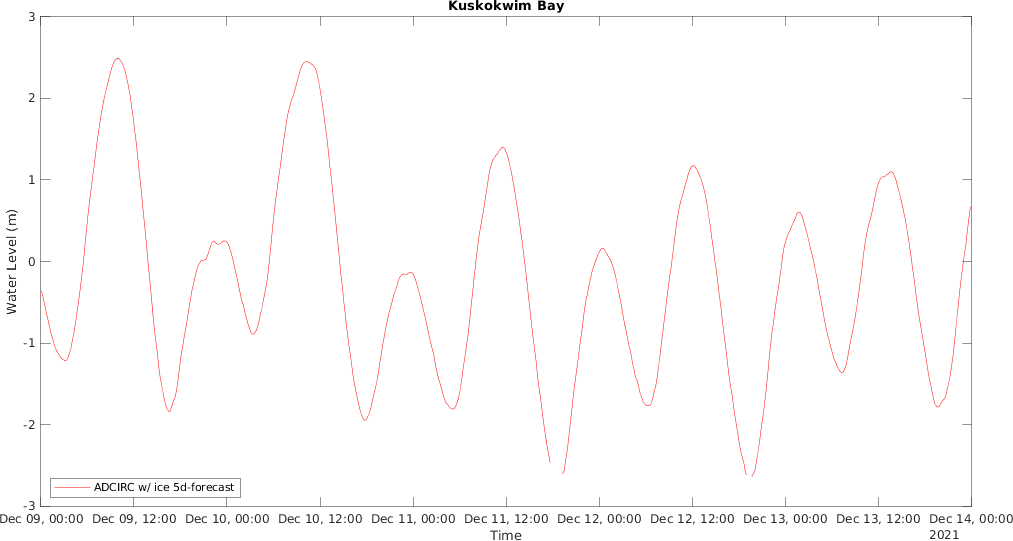 Kuskokwim Bay
3
2
1
0
-1
-2
-3
Water Level (m)
ADCIRC w/ ice 5d-forecast
Dec 09, 00:00 Dec 09, 12:00 Dec 10, 00:00 Dec 10, 12:00 Dec 11, 00:00 Dec 11, 12:00 Dec 12, 00:00 Dec 12, 12:00 Dec 13, 00:00 Dec 13, 12:00 Dec 14, 00:00
Time
2021